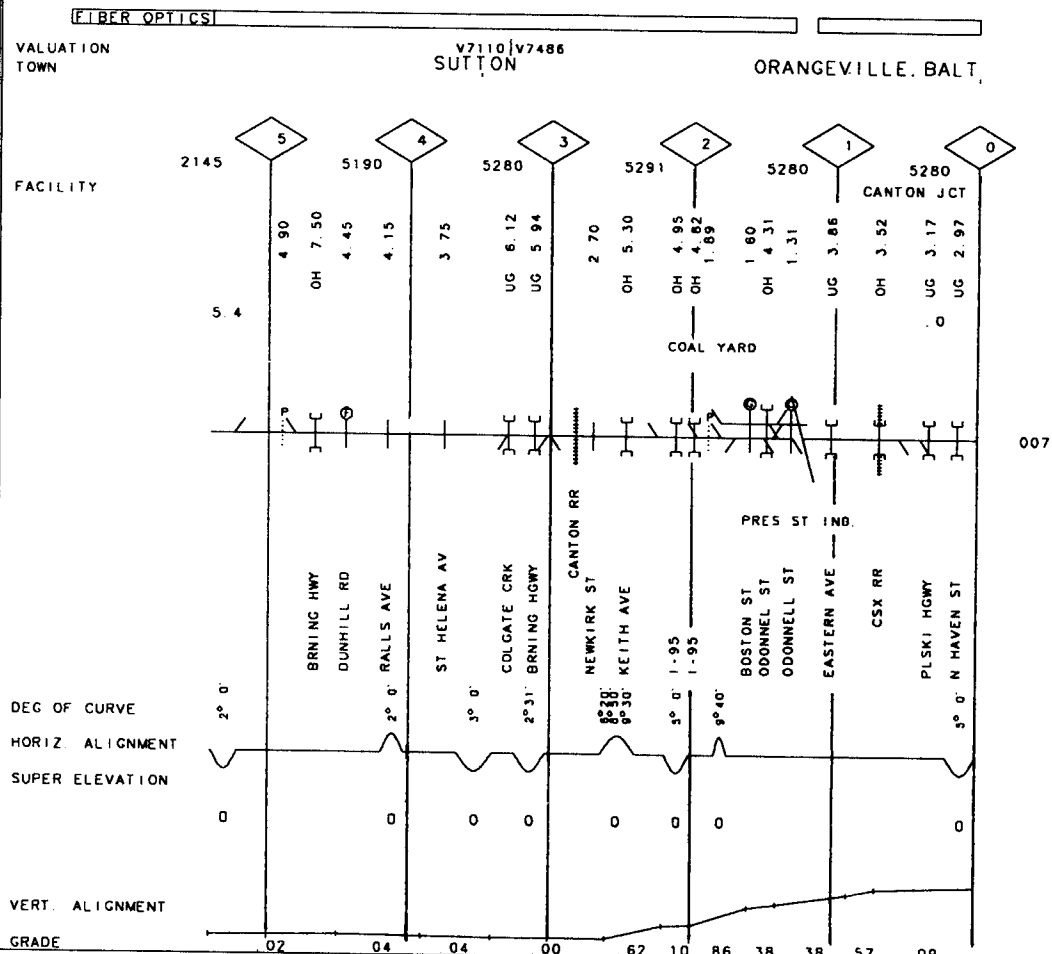 FIBER OPTICS
VALUATION
V7110|V7486
TOWN
SUTTON
ORANGEVILLE. BALT.
5 4 3 2 1 0
2145 5190 5280 5291 5280 5280
FACILITY
CANTON JCT
4 90
OH 7.50
4.45
4.15
3 75
UG 6.12
UG 5 94
2 70
OH 5.30
OH 4.95
OH 4.82
1.89
1 60
OH 4 31
1.31
UG 3.86
OH 3.52
UG 3.17
UG 2.97
5 4
.0
COAL YARD
P
F
P
007
PRES ST IND.
BRNING HWY
DUNHILL RD
RALLS AVE
ST HELENA AV
COLGATE CRK
BRNING HGWY
CANTON RR
NEWKIRK ST
KEITH AVE
I-95
I-95
BOSTON ST
ODONNEL ST
ODONNELL ST
EASTERN AVE
CSX RR
PLSKI HGWY
N HAVEN ST
DEG OF CURVE
2° 0'
2° 0'
3° 0'
2° 31'
9° 30'
5° 0'
9° 40'
5° 0'
HORIZ. ALIGNMENT
SUPER ELEVATION
0 0 0 0 0 0 0 0
VERT. ALIGNMENT
GRADE
02 04 04 00 62 10 86 38 38 57 09